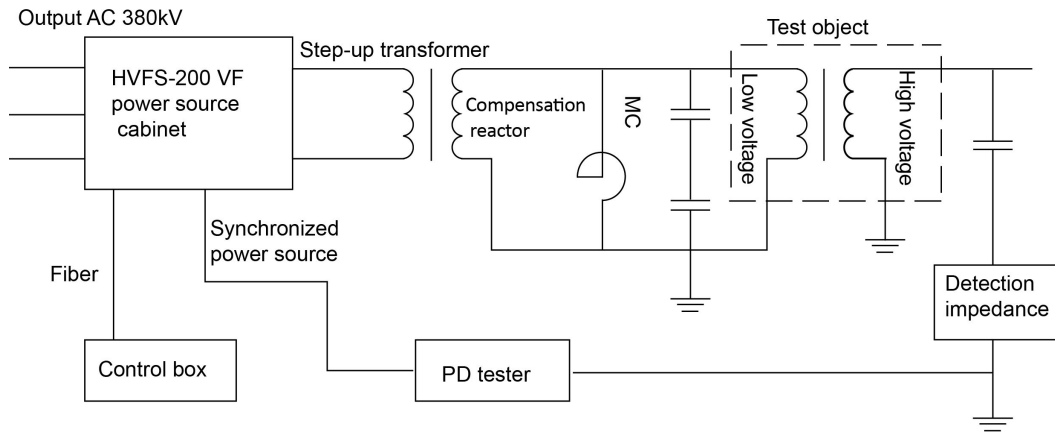 Output AC 380kV
HVFS-200 VF
power source
cabinet
Step-up transformer
Compensation
reactor
MC
Test object
Low voltage
High voltage
Synchronized
power source
Fiber
Control box
PD tester
Detection
impedance